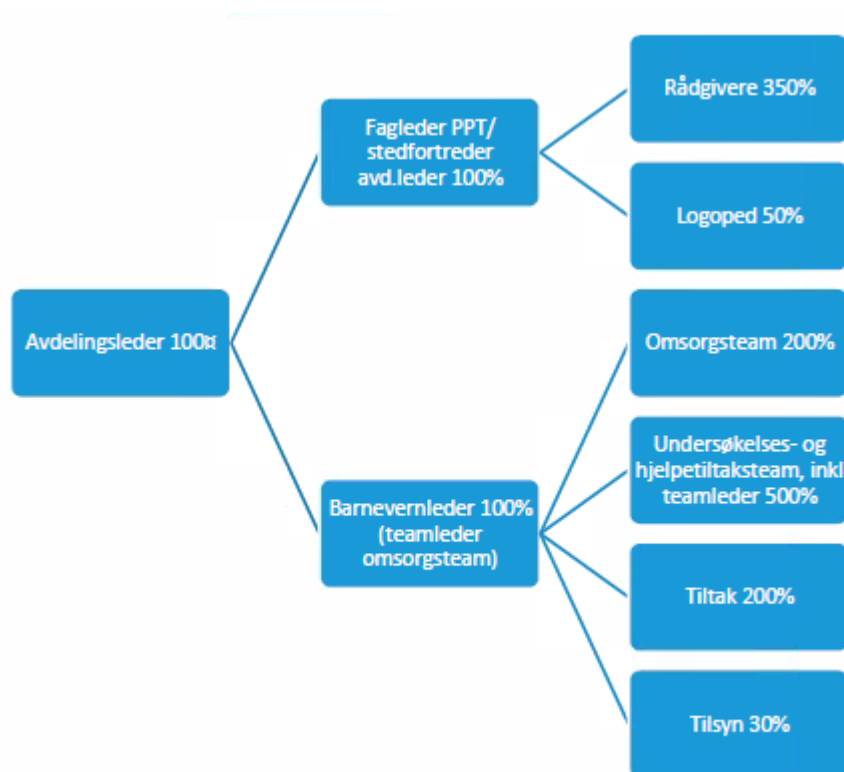 Rådgivere 350%
Fagleder PPT/
stedfortreder
avd.leder 100%
Logoped 50%
Avdelingsleder 100¤
Omsorgsteam 200%
Undersøkelses- og
hjelpetiltaksteam, inkl
teamleder 500%
Barnevernleder 100%
(teamleder
omsorgsteam)
Tiltak 200%
Tilsyn 30%